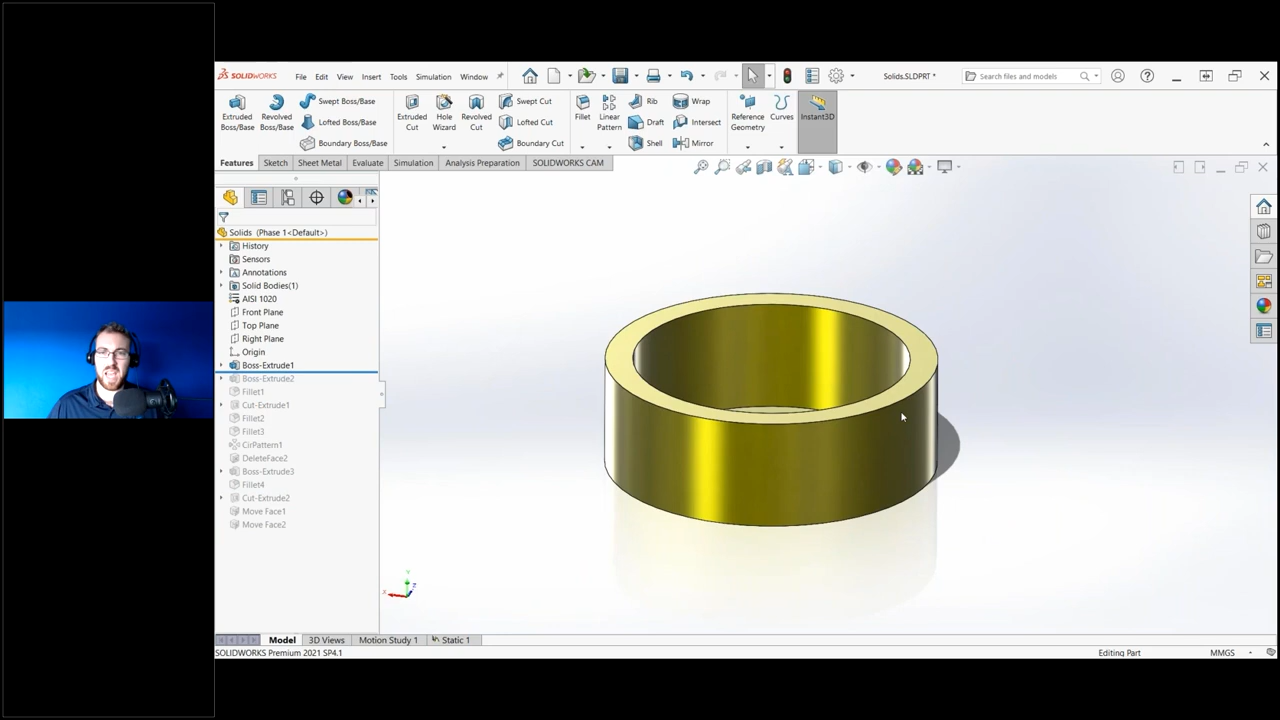 SOLIDWORKS File Edit View Insert Tools Simulation Window Solids.SLDPRT * Search files and models
Extruded Boss/Base
Revolved Boss/Base
Swept Boss/Base
Lofted Boss/Base
Boundary Boss/Base
Extruded Cut
Hole Wizard
Revolved Cut
Swept Cut
Lofted Cut
Boundary Cut
Fillet
Linear Pattern
Rib
Draft
Shell
Wrap
Intersect
Mirror
Reference Geometry
Curves
Instant3D
Features Sketch Sheet Metal Evaluate Simulation Analysis Preparation SOLIDWORKS CAM
Solids (Phase 1<Default>)
History
Sensors
Annotations
Solid Bodies(1)
AISI 1020
Front Plane
Top Plane
Right Plane
Origin
Boss-Extrude1
Boss-Extrude2
Fillet1
Cut-Extrude1
Fillet2
Fillet3
CirPattern1
DeleteFace2
Boss-Extrude3
Fillet4
Cut-Extrude2
Move Face1
Move Face2
Y
X
Z
Model 3D Views Motion Study 1 Static 1
SOLIDWORKS Premium 2021 SP4.1 Editing Part MMGS